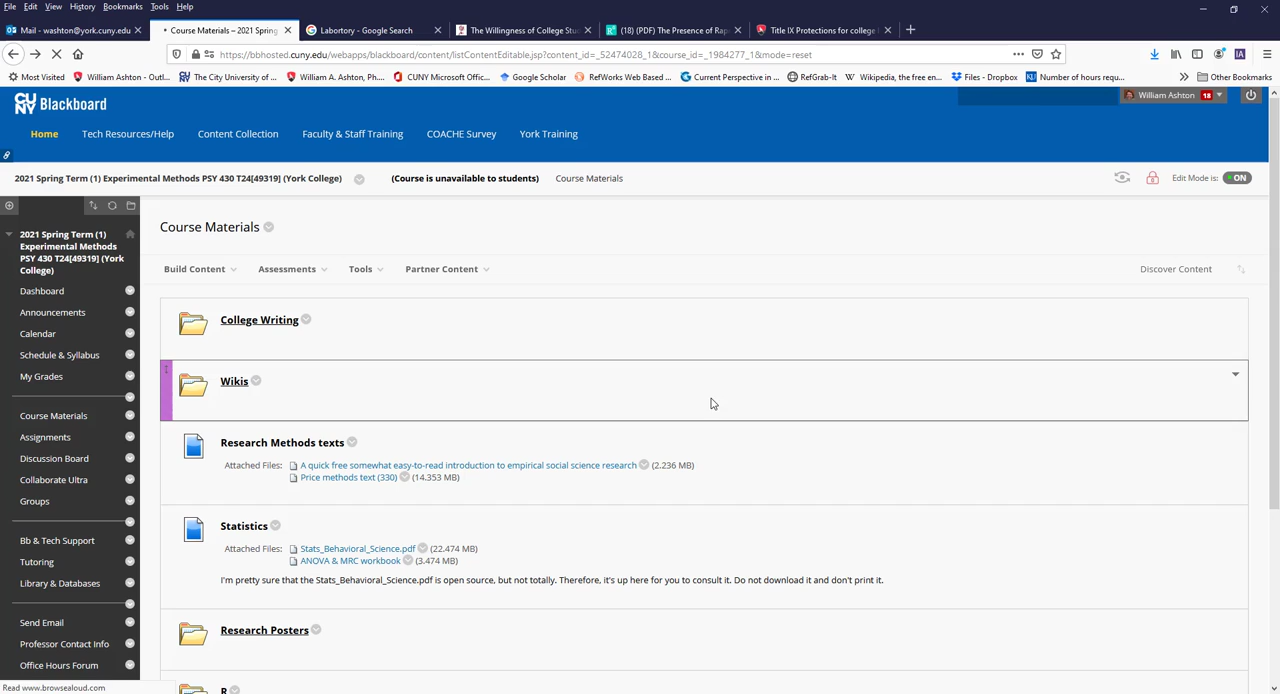 File Edit View History Bookmarks Tools Help
Mail - washton@york.cuny.edu
Course Materials – 2021 Spring
Labortory - Google Search
The Willingness of College Stu
(18) (PDF) The Presence of Rap
Title IX Protections for college
https://bbhosted.cuny.edu/webapps/blackboard/content/listContentEditable.jsp?content_id=_52474028_1&course_id=_1984277_1&mode=reset
Most Visited William Ashton - Outl... The City University of ... William A. Ashton, Ph... CUNY Microsoft Office... Google Scholar RefWorks Web Based ... Current Perspective in ... RefGrab-It Wikipedia, the free en... Files - Dropbox Number of hours requ... Other Bookmarks
CUNY Blackboard
William Ashton 18
Home Tech Resources/Help Content Collection Faculty & Staff Training COACHE Survey York Training
2021 Spring Term (1) Experimental Methods PSY 430 T24[49319] (York College) (Course is unavailable to students) Course Materials Edit Mode is: ON
2021 Spring Term (1)
Experimental Methods
PSY 430 T24[49319] (York
College)
Dashboard
Announcements
Calendar
Schedule & Syllabus
My Grades
Course Materials
Assignments
Discussion Board
Collaborate Ultra
Groups
Bb & Tech Support
Tutoring
Library & Databases
Send Email
Professor Contact Info
Office Hours Forum
Course Materials
Build Content Assessments Tools Partner Content Discover Content
College Writing
Wikis
Research Methods texts
Attached Files: A quick free somewhat easy-to-read introduction to empirical social science research (2.236 MB)
Price methods text (330) (14.353 MB)
Statistics
Attached Files: Stats_Behavioral_Science.pdf (22.474 MB)
ANOVA & MRC workbook (3.474 MB)
I'm pretty sure that the Stats_Behavioral_Science.pdf is open source, but not totally. Therefore, it's up here for you to consult it. Do not download it and don't print it.
Research Posters
R
Read www.browsealoud.com